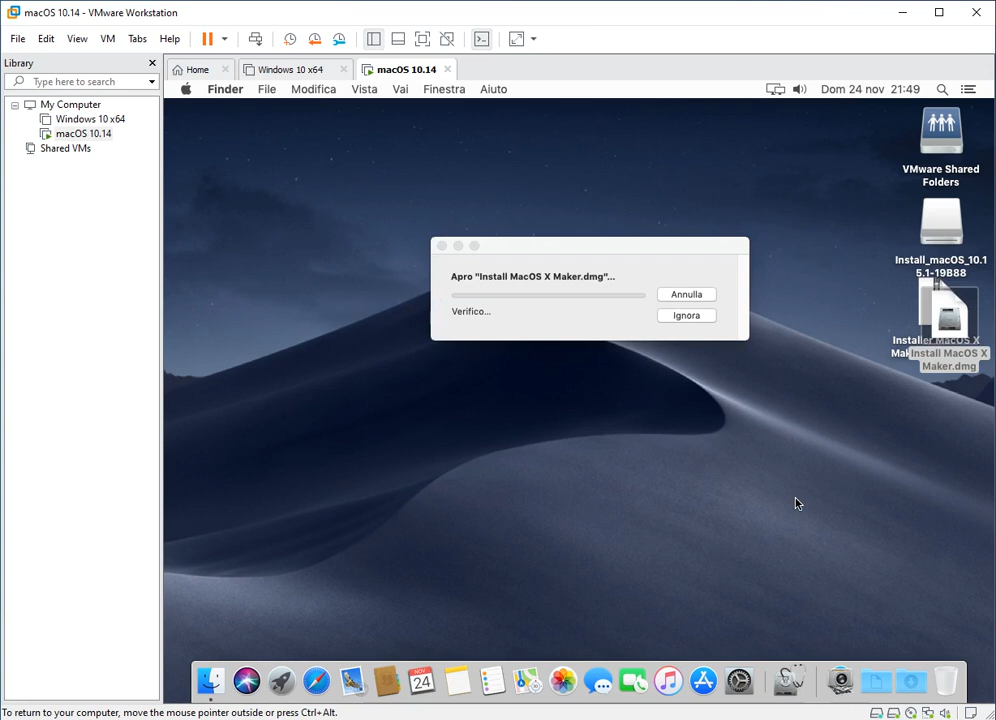 macOS 10.14 - VMware Workstation
File Edit View VM Tabs Help
Library
Type here to search
My Computer
Windows 10 x64
macOS 10.14
Shared VMs
Home
Windows 10 x64
macOS 10.14
Finder File Modifica Vista Vai Finestra Aiuto
Dom 24 nov 21:49
VMware Shared
Folders
Install_macOS_10.1
5.1-19B88
Install MacOS X
Maker.dmg
Apro "Install MacOS X Maker.dmg"...
Annulla
Verifico...
Ignora
NOV
24
To return to your computer, move the mouse pointer outside or press Ctrl+Alt.